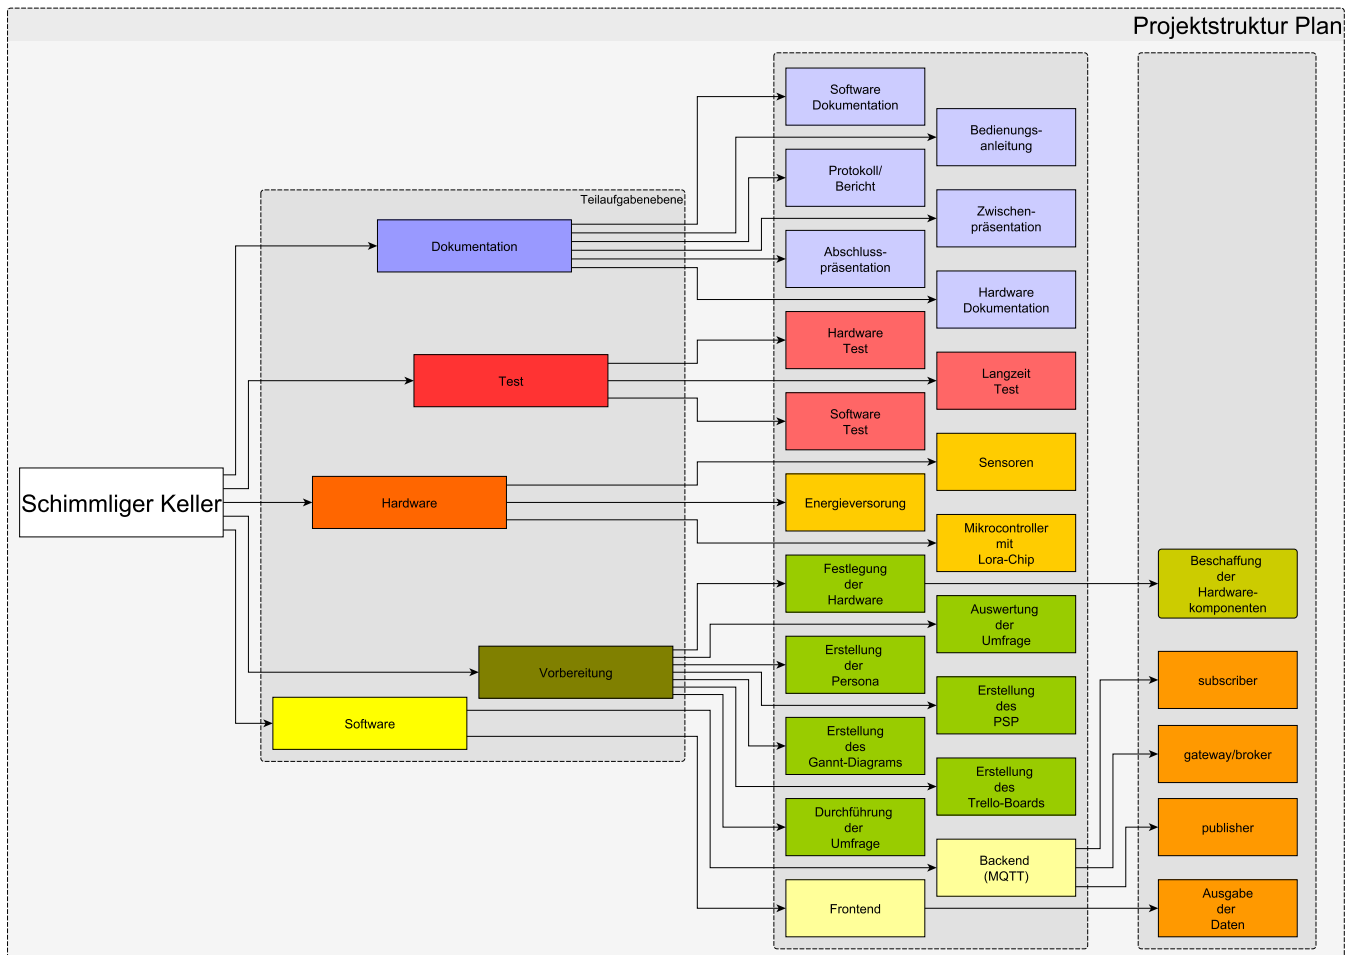 Projektstruktur Plan
Schimmliger Keller
Teilaufgabenebene
Dokumentation
Test
Hardware
Vorbereitung
Software
Software
Dokumentation
Bedienungs-
anleitung
Protokoll/
Bericht
Zwischen-
präsentation
Abschluss-
präsentation
Hardware
Dokumentation
Hardware
Test
Langzeit
Test
Software
Test
Sensoren
Energieversorung
Mikrocontroller
mit
Lora-Chip
Festlegung
der
Hardware
Auswertung
der
Umfrage
Erstellung
der
Persona
Erstellung
des
PSP
Erstellung
des
Gannt-Diagrams
Erstellung
des
Trello-Boards
Durchführung
der
Umfrage
Backend
(MQTT)
Frontend
Beschaffung
der
Hardware-
komponenten
subscriber
gateway/broker
publisher
Ausgabe
der
Daten